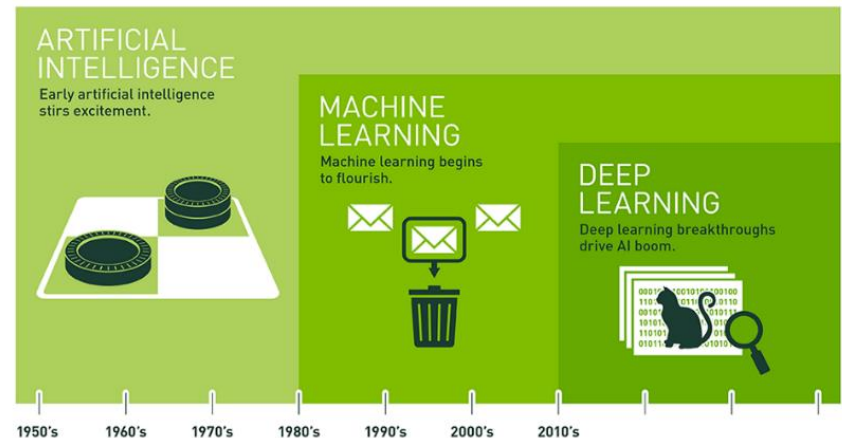 ARTIFICIAL
INTELLIGENCE
Early artificial intelligence
stirs excitement.
MACHINE
LEARNING
Machine learning begins
to flourish.
DEEP
LEARNING
Deep learning breakthroughs
drive AI boom.
1950's 1960's 1970's 1980's 1990's 2000's 2010's